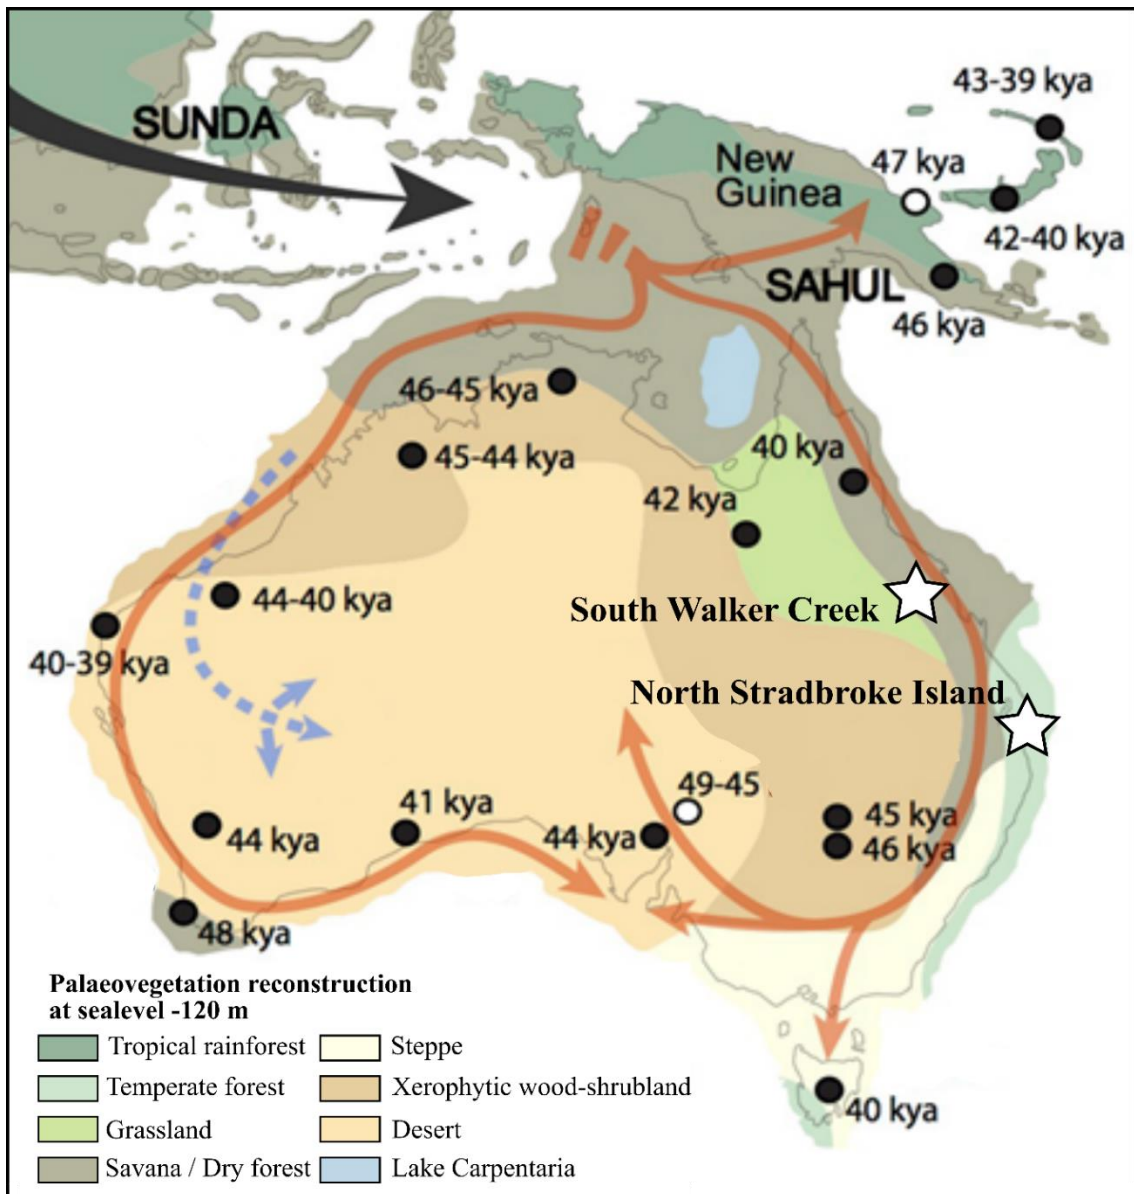 43-39 kya
SUNDA
New
Guinea
47 kya
42-40 kya
SAHUL
46 kya
46-45 kya
45-44 kya
40 kya
42 kya
44-40 kya
South Walker Creek
40-39 kya
North Stradbroke Island
49-45
41 kya
44 kya
44 kya
45 kya
46 kya
48 kya
Palaeovegetation reconstruction
at sealevel -120 m
Tropical rainforest
Steppe
Temperate forest
Xerophytic wood-shrubland
Grassland
Desert
Savana / Dry forest
Lake Carpentaria
40 kya